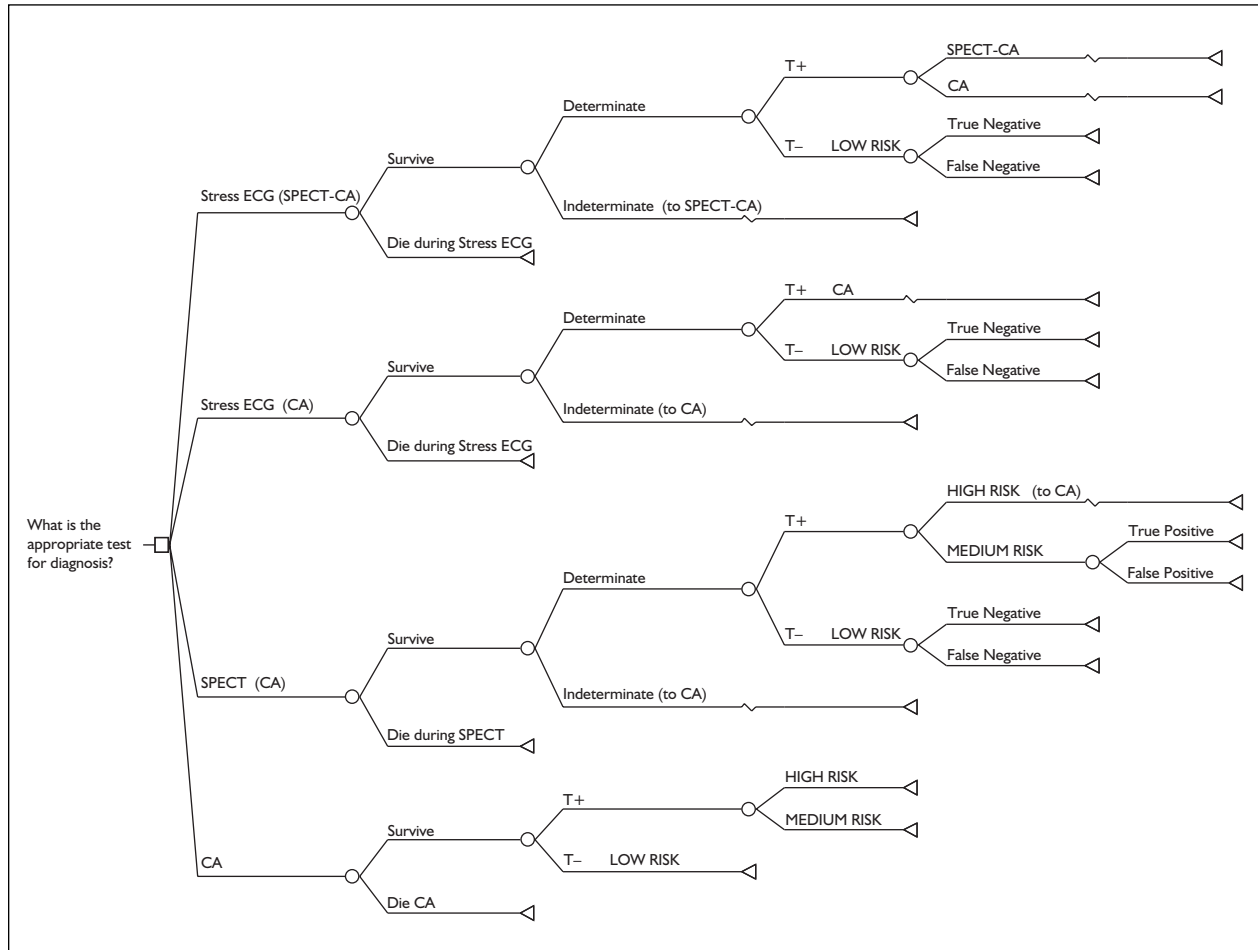 SPECT-CA
T+
CA
Determinate
True Negative
T– LOW RISK
Survive
False Negative
Stress ECG (SPECT-CA)
Indeterminate (to SPECT-CA)
Die during Stress ECG
T+ CA
Determinate
True Negative
T– LOW RISK
Survive
False Negative
Stress ECG (CA)
Indeterminate (to CA)
Die during Stress ECG
HIGH RISK (to CA)
What is the
appropriate test
for diagnosis?
T+
True Positive
MEDIUM RISK
False Positive
Determinate
True Negative
T– LOW RISK
Survive
False Negative
SPECT (CA)
Indeterminate (to CA)
Die during SPECT
HIGH RISK
T+
MEDIUM RISK
Survive
CA
T– LOW RISK
Die CA